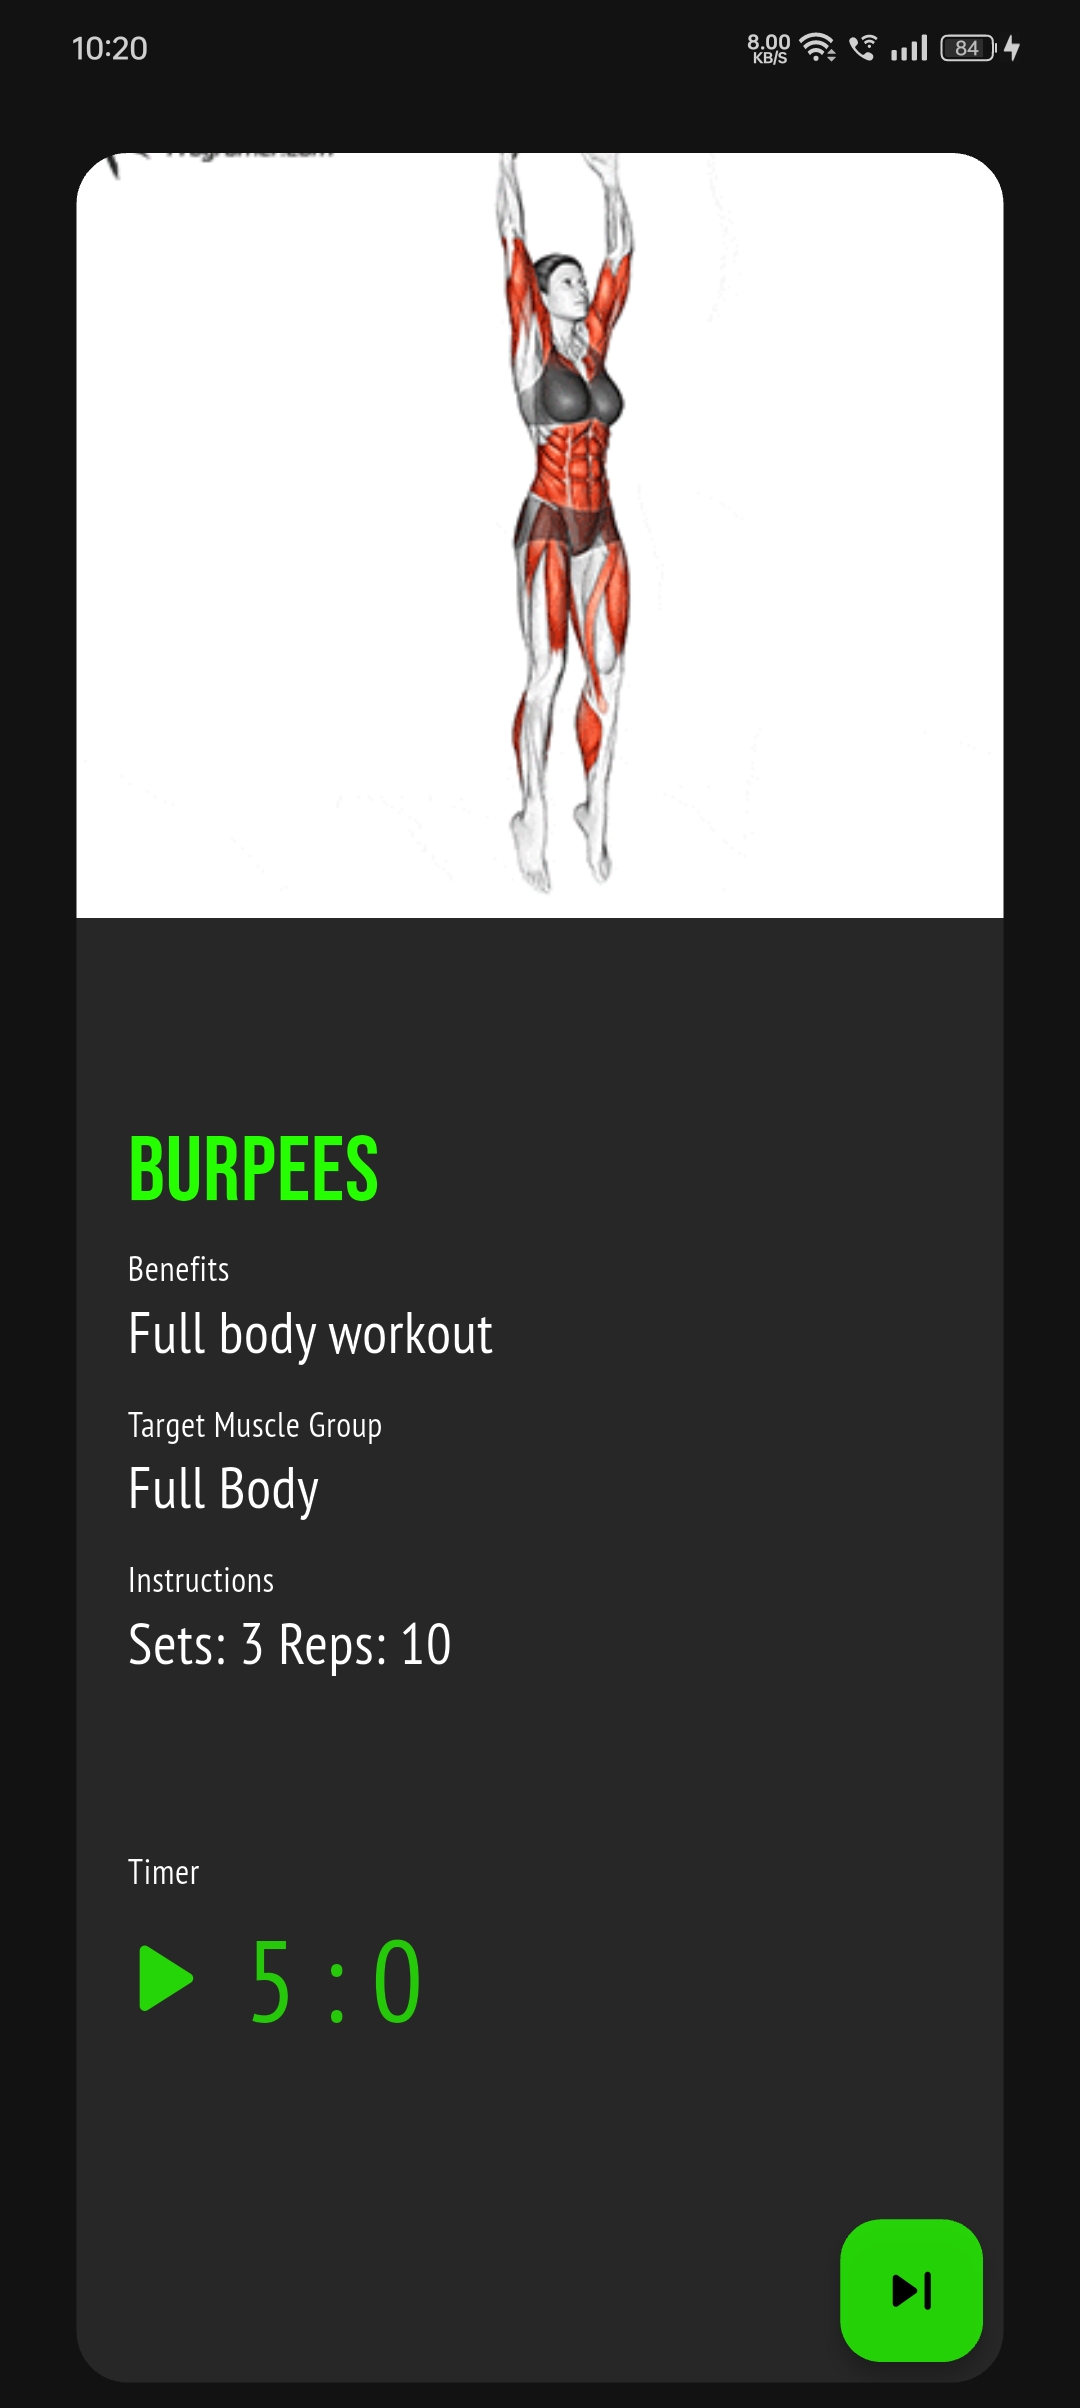 10:20
8.00
KB/S
84
BURPEES
Benefits
Full body workout
Target Muscle Group
Full Body
Instructions
Sets: 3 Reps: 10
Timer
5 : 0